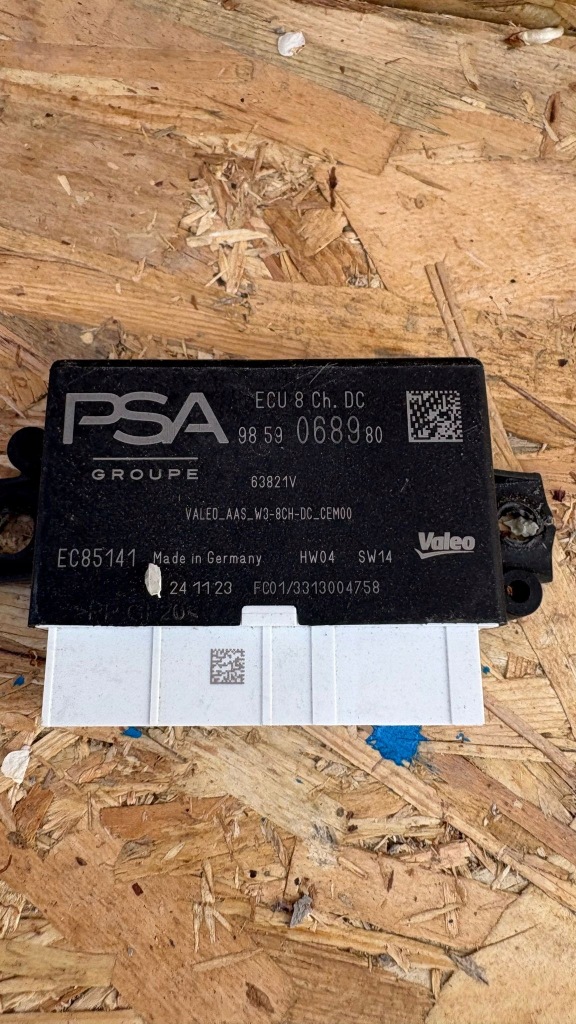 PSA
GROUPE
ECU 8 Ch. DC
98 59 0689 80
63821V
VALEO_AAS_W3-8CH-DC_CEM00
EC85141 Made in Germany HW04 SW14 Valeo
24 11 23 FC01/3313004758